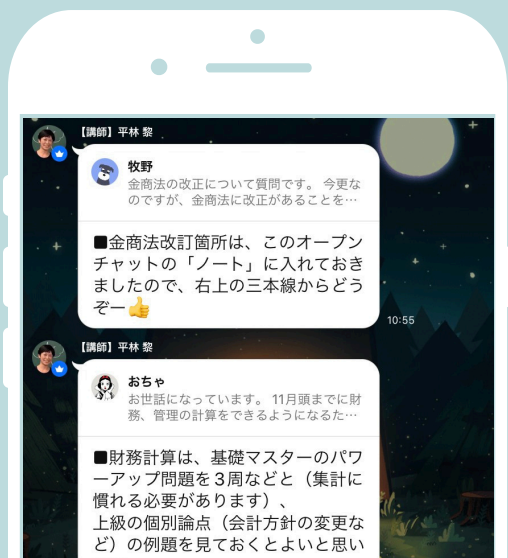 【講師】平林 黎
牧野
金商法の改正について質問です。 今更な
のですが、金商法に改正があることを…
■金商法改訂箇所は、このオープン
チャットの「ノート」に入れておき
ましたので、右上の三本線からどう
ぞー👍
10:55
【講師】平林 黎
おちゃ
お世話になっています。 11月頭までに財
務、管理の計算をできるようになるた…
■財務計算は、基礎マスターのパワ
ーアップ問題を3周などと（集計に
慣れる必要があります）、
上級の個別論点（会計方針の変更な
ど）の例題を見ておくとよいと思い